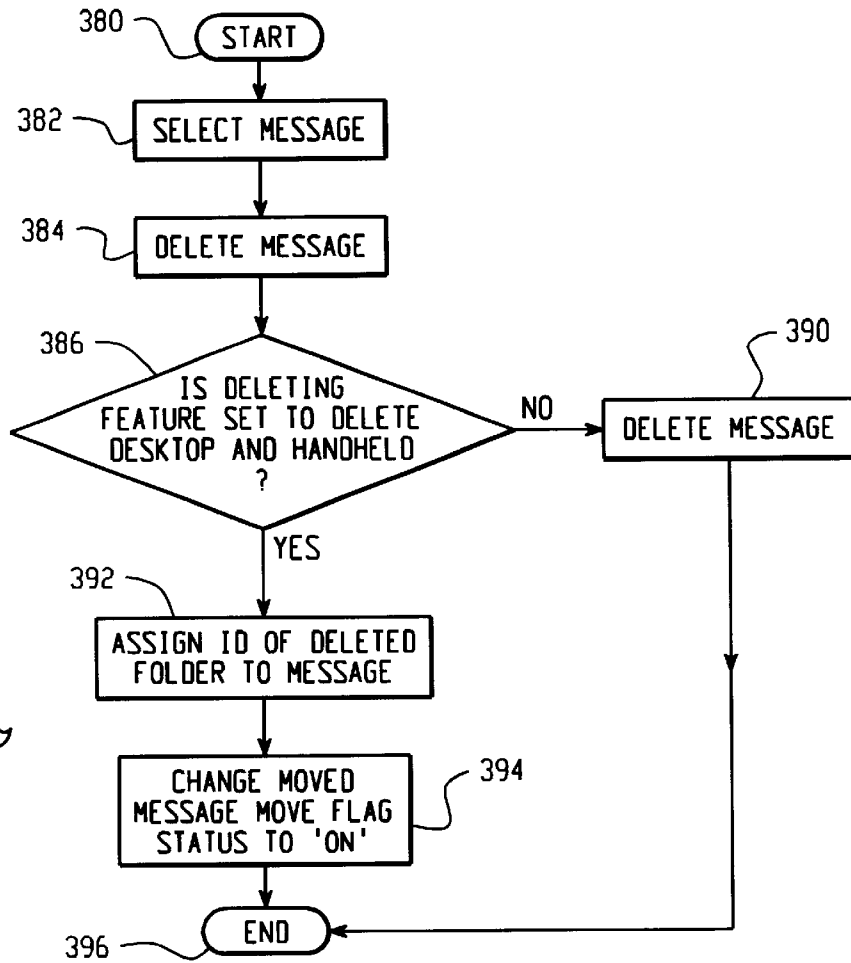 380
START
382
SELECT MESSAGE
384
DELETE MESSAGE
386
IS DELETING
FEATURE SET TO DELETE
DESKTOP AND HANDHELD
?
NO
390
DELETE MESSAGE
YES
392
ASSIGN ID OF DELETED
FOLDER TO MESSAGE
CHANGE MOVED
MESSAGE MOVE FLAG
STATUS TO 'ON'
394
END
396